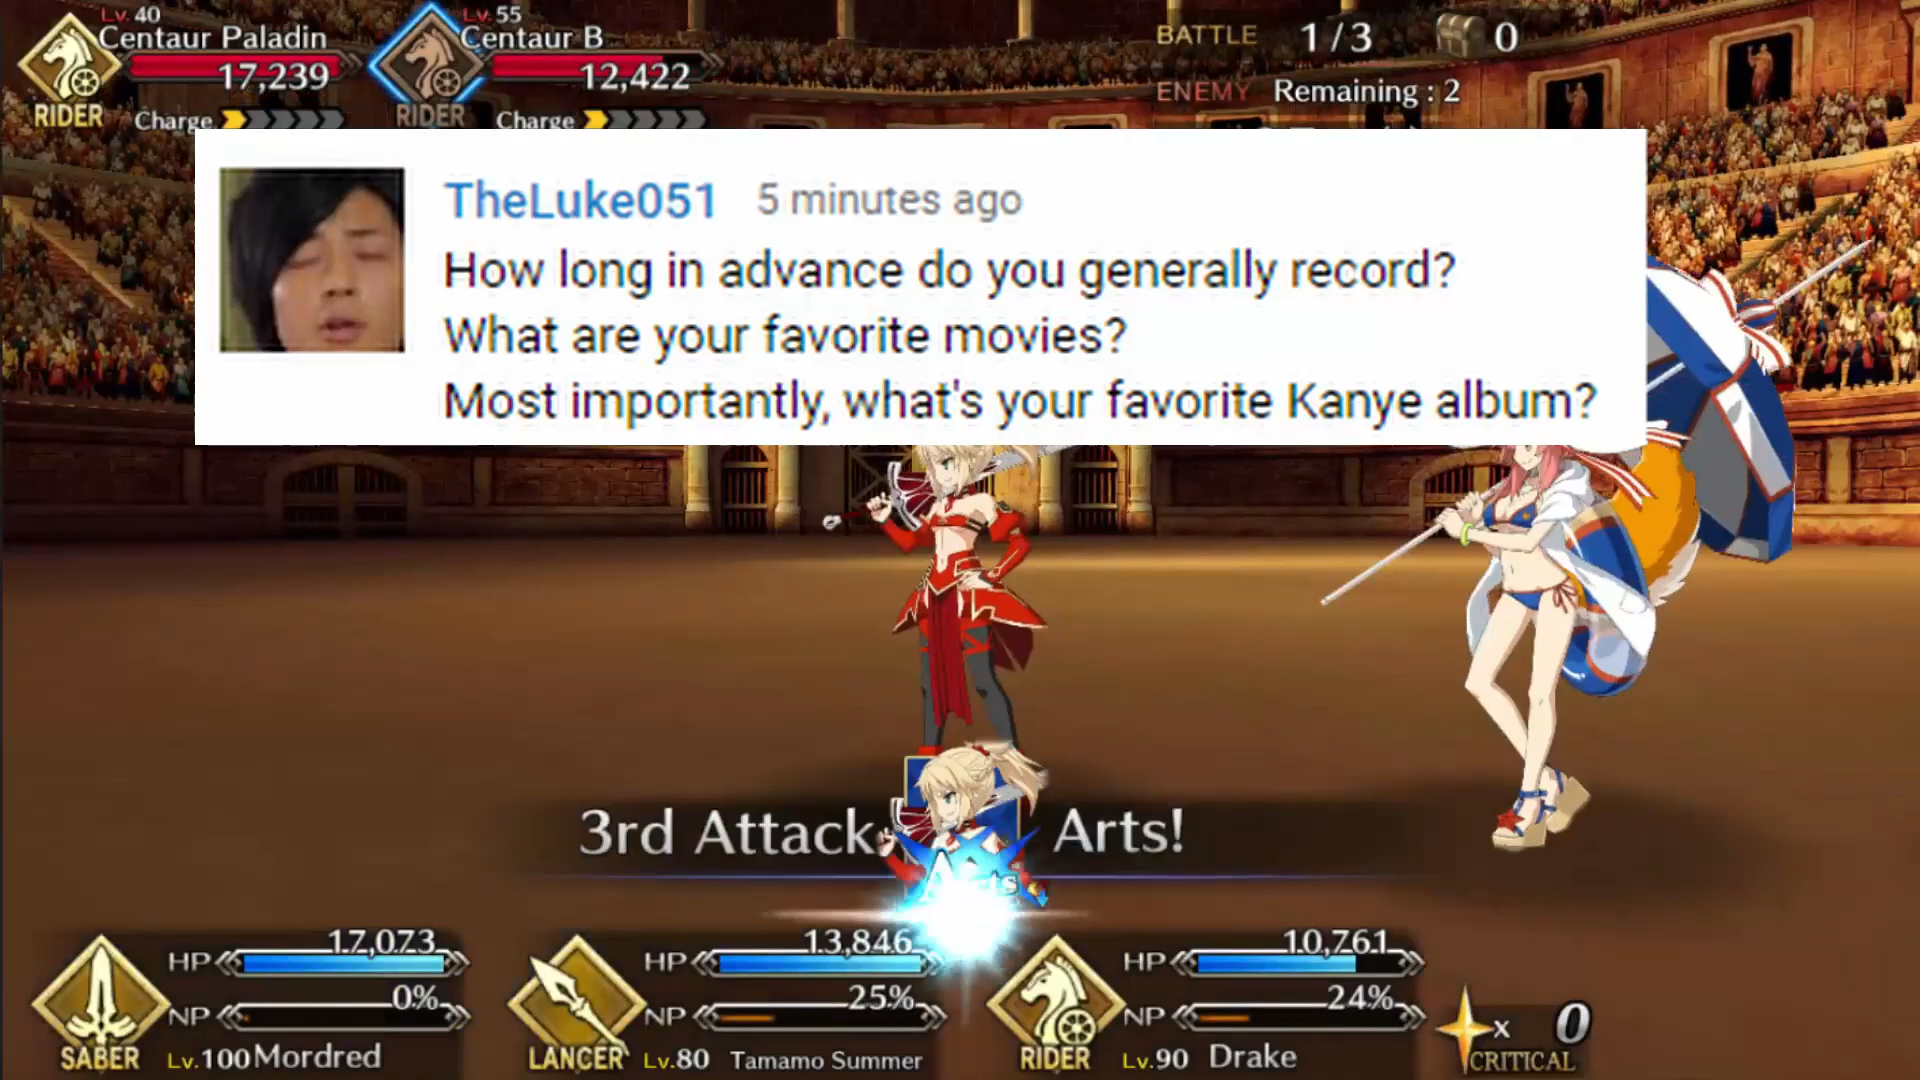 Lv. 40
Centaur Paladin
17,239
RIDER
Charge
Lv. 55
Centaur B
12,422
RIDER
Charge
BATTLE 1/3 0
ENEMY Remaining : 2
TheLuke051 5 minutes ago
How long in advance do you generally record?
What are your favorite movies?
Most importantly, what's your favorite Kanye album?
3rd Attack Arts!
Arts
HP 17,073
NP 0%
SABER Lv.100 Mordred
HP 13,846
NP 25%
LANCER Lv.80 Tamamo Summer
HP 10,761
NP 24%
RIDER Lv.90 Drake
x 0
CRITICAL